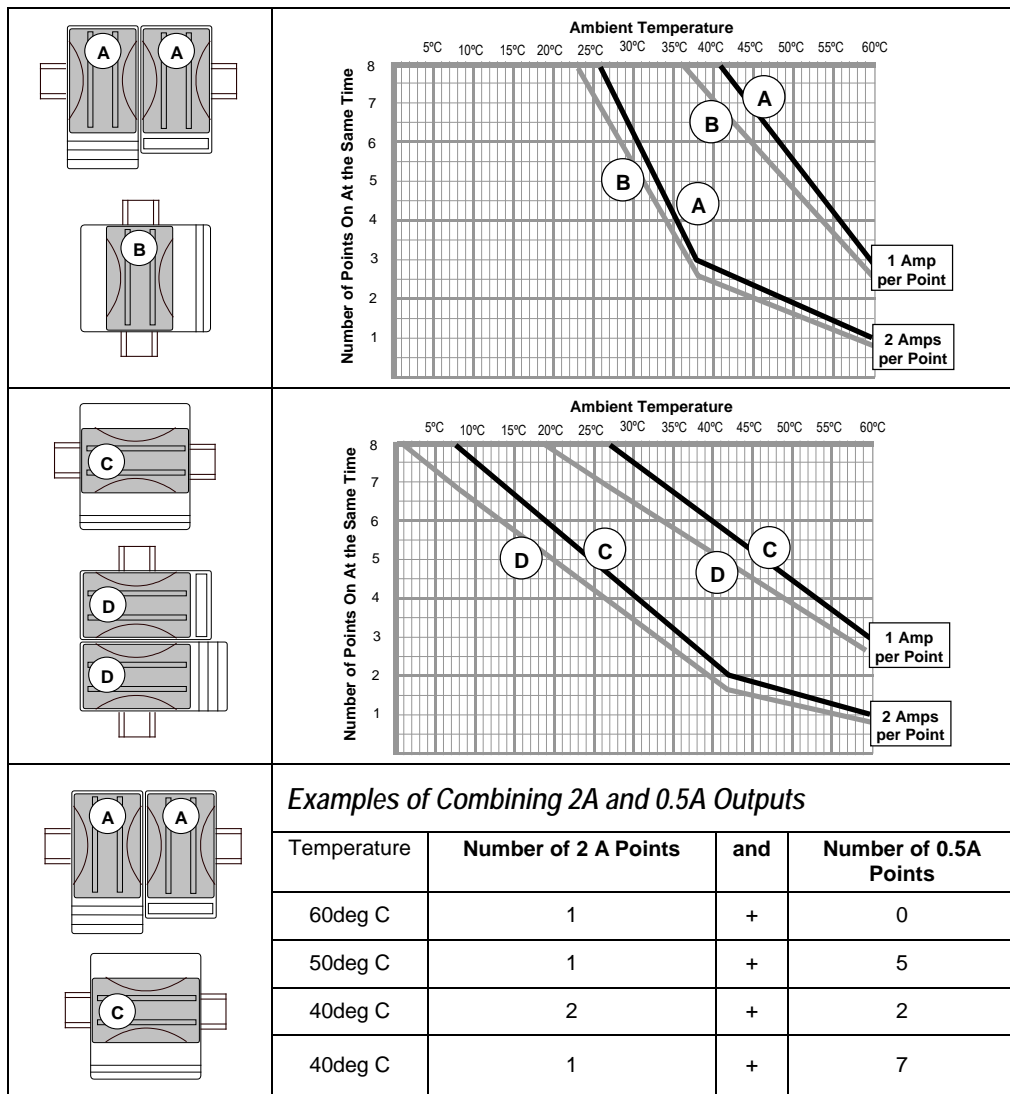 A A
B
Ambient Temperature
5ºC 10ºC 15ºC 20ºC 25ºC 30ºC 35ºC 40ºC 45ºC 50ºC 55ºC 60ºC
Number of Points On At the Same Time
8
7
6
5
4
3
2
1
A
B
B
A
1 Amp
per Point
2 Amps
per Point
C
D
D
Ambient Temperature
5ºC 10ºC 15ºC 20ºC 25ºC 30ºC 35ºC 40ºC 45ºC 50ºC 55ºC 60ºC
Number of Points On At the Same Time
8
7
6
5
4
3
2
1
D
C
D
C
1 Amp
per Point
2 Amps
per Point
A A
C
Examples of Combining 2A and 0.5A Outputs
Temperature Number of 2 A Points and Number of 0.5A
Points
60deg C 1 + 0
50deg C 1 + 5
40deg C 2 + 2
40deg C 1 + 7